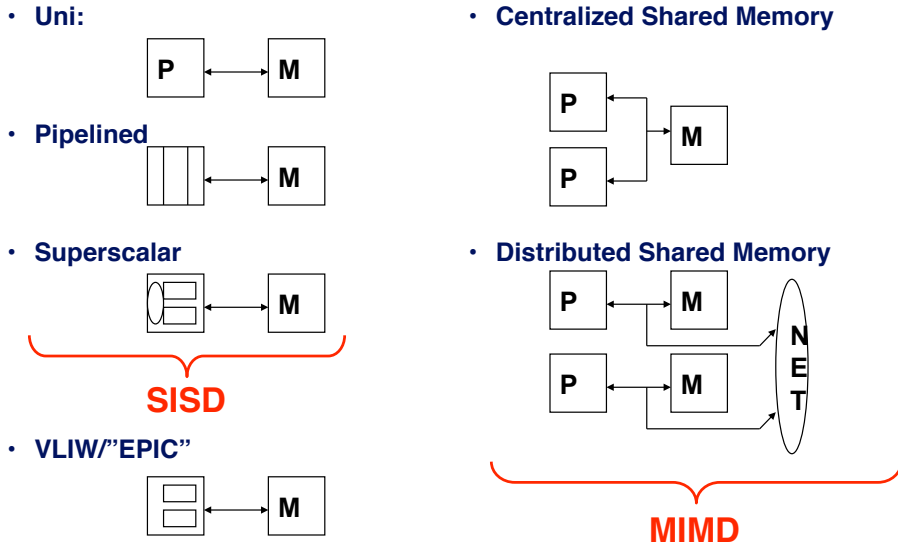 • Uni:
P M
• Pipelined
M
• Superscalar
M
SISD
• VLIW/”EPIC”
M
• Centralized Shared Memory
P
M
P
• Distributed Shared Memory
P M
P M
N
E
T
MIMD